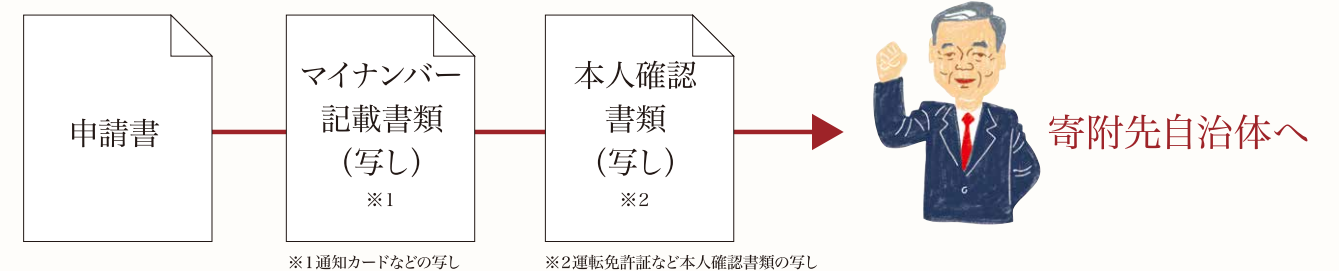 申請書
マイナンバー
記載書類
（写し）
※1
本人確認
書類
（写し）
※2
寄附先自治体へ
※1通知カードなどの写し
※2運転免許証など本人確認書類の写し